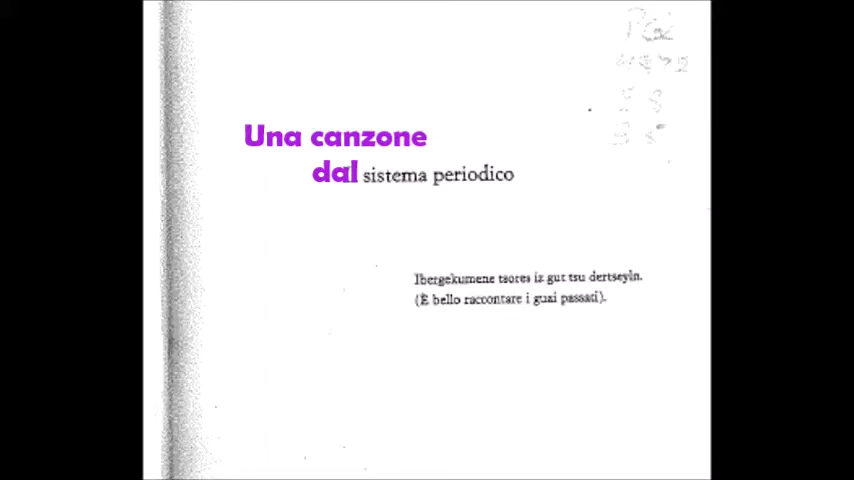 Una canzone
dal sistema periodico
Ibergekumene tsores iz gut tsu dertseyln.
(È bello raccontare i guai passati).